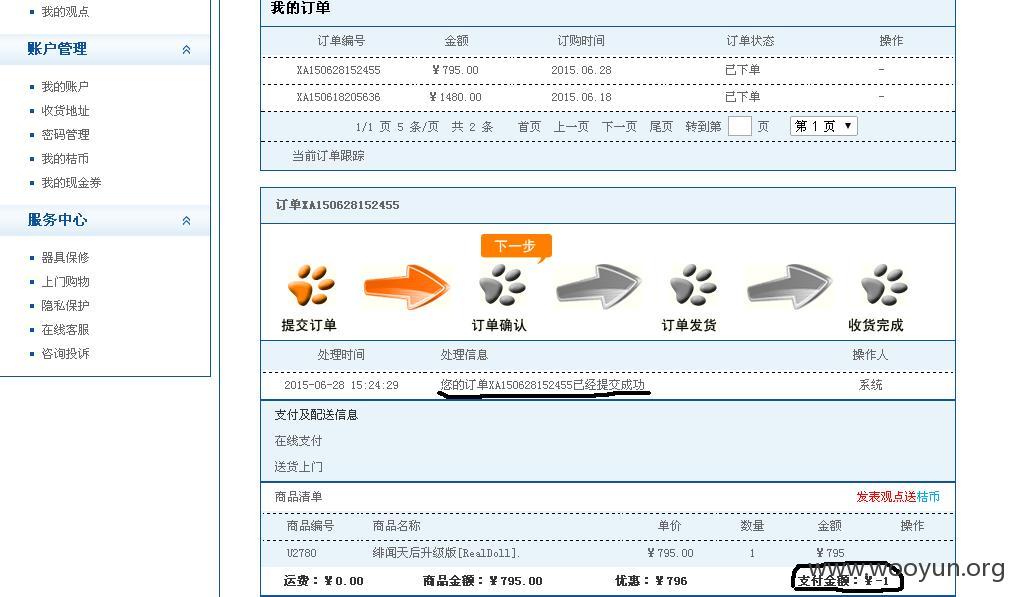 我的观点
账户管理
我的账户
收货地址
密码管理
我的桔币
我的现金券
服务中心
器具保修
上门购物
隐私保护
在线客服
咨询投诉
我的订单
订单编号 金额 订购时间 订单状态 操作
XA150628152455 ￥795.00 2015.06.28 已下单 -
XA150618205636 ￥1480.00 2015.06.18 已下单 -
1/1 页 5 条/页 共 2 条 首页 上一页 下一页 尾页 转到第 页 第 1 页
当前订单跟踪
订单XA150628152455
下一步
提交订单 订单确认 订单发货 收货完成
处理时间 处理信息 操作人
2015-06-28 15:24:29 您的订单XA150628152455已经提交成功 系统
支付及配送信息
在线支付
送货上门
商品清单 发表观点送桔币
商品编号 商品名称 单价 数量 金额 操作
U2780 绯闻天后升级版[RealDoll]. ￥795.00 1 ￥795
运费：￥0.00 商品金额：￥795.00 优惠：￥796 支付金额：￥-1
www.wooyun.org